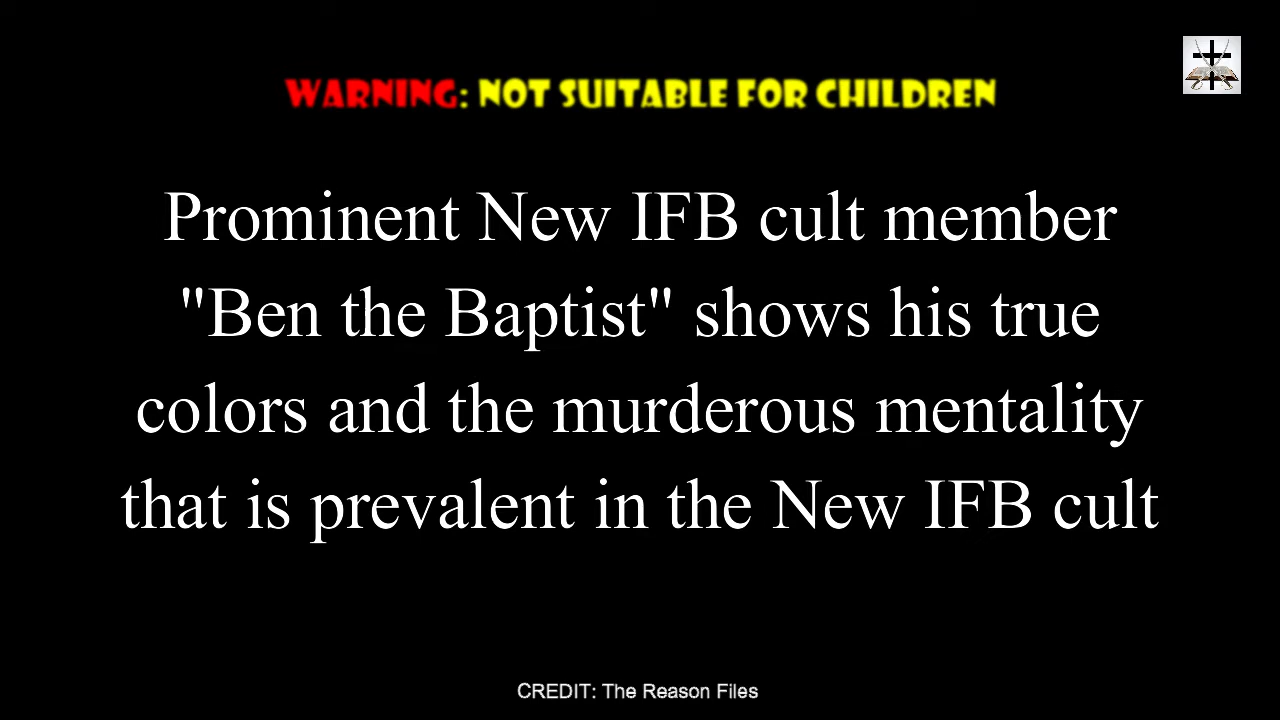 WARNING: NOT SUITABLE FOR CHILDREN
Prominent New IFB cult member
"Ben the Baptist" shows his true
colors and the murderous mentality
that is prevalent in the New IFB cult
CREDIT: The Reason Files